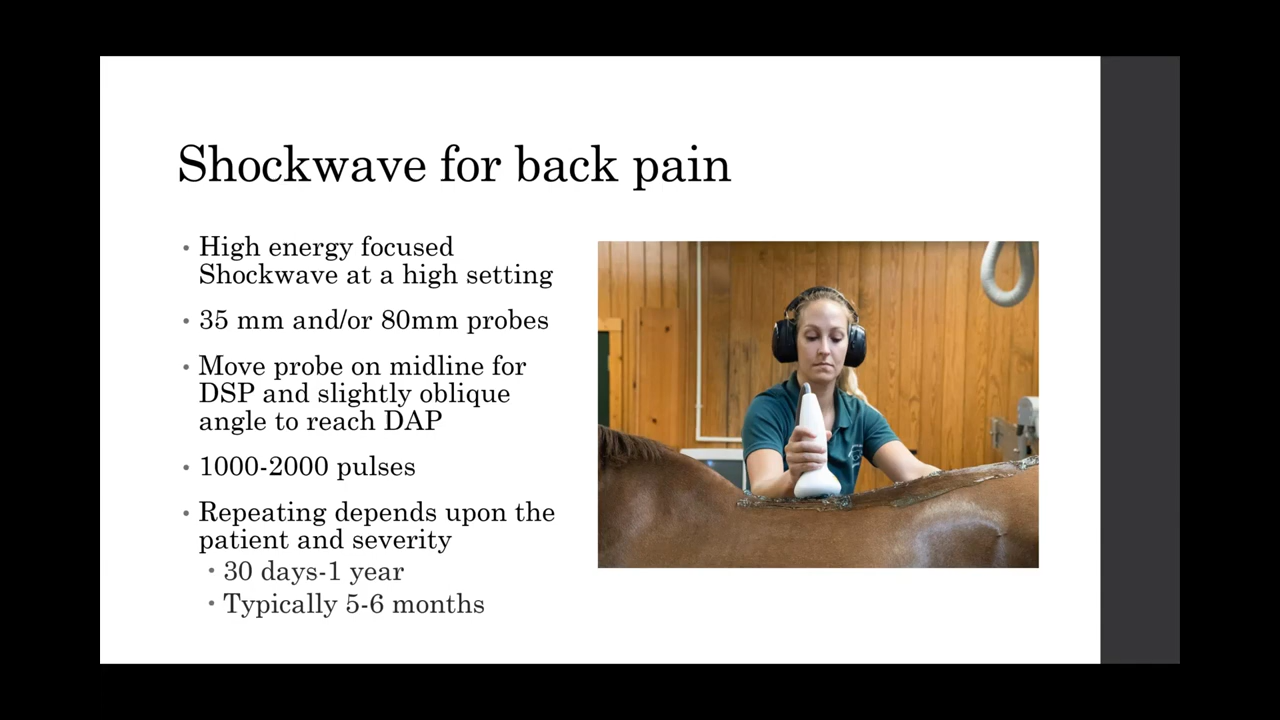 Shockwave for back pain
• High energy focused
Shockwave at a high setting
• 35 mm and/or 80mm probes
• Move probe on midline for
DSP and slightly oblique
angle to reach DAP
• 1000-2000 pulses
• Repeating depends upon the
patient and severity
• 30 days-1 year
• Typically 5-6 months